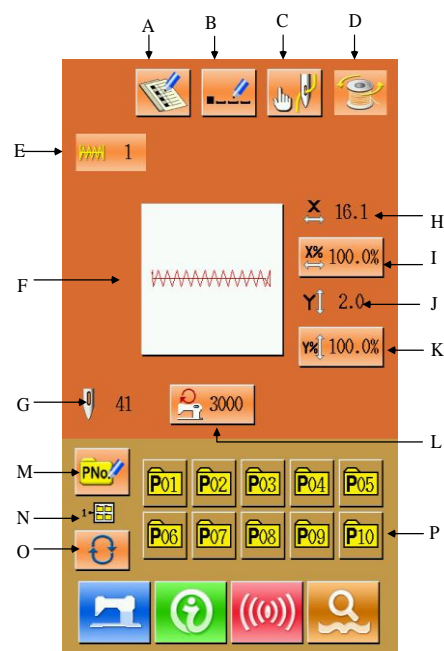 A B C D
E 1
X 16.1 H
X% 100.0% I
F
Y 2.0 J
Y% 100.0% K
G 41 3000
L
M PNo. P01 P02 P03 P04 P05
N 1
O P06 P07 P08 P09 P10 P